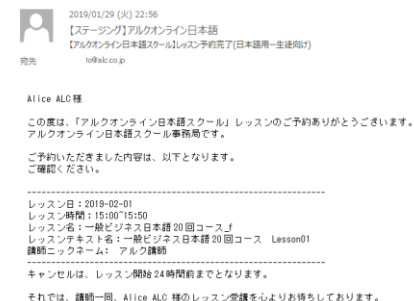 2019/01/29 (火) 22:56
【ステージング】アルクオンライン日本語
【アルクオンライン日本語スクール】レッスン予約完了(日本語用－生徒向け)
宛先 to@alc.co.jp
Alice ALC様
この度は、「アルクオンライン日本語スクール」レッスンのご予約ありがとうございます。
アルクオンライン日本語スクール事務局です。
ご予約いただきました内容は、以下となります。
ご確認ください。
------------------------------------------------------------
レッスン日：2019-02-01
レッスン時間：15:00~15:50
レッスン名：一般ビジネス日本語20回コース_f
レッスンテキスト名：一般ビジネス日本語20回コース Lesson01
講師ニックネーム： アルク講師
------------------------------------------------------------
キャンセルは、レッスン開始24時間前までとなります。
それでは、講師一同、Alice ALC 様のレッスン受講を心よりお待ちしております。